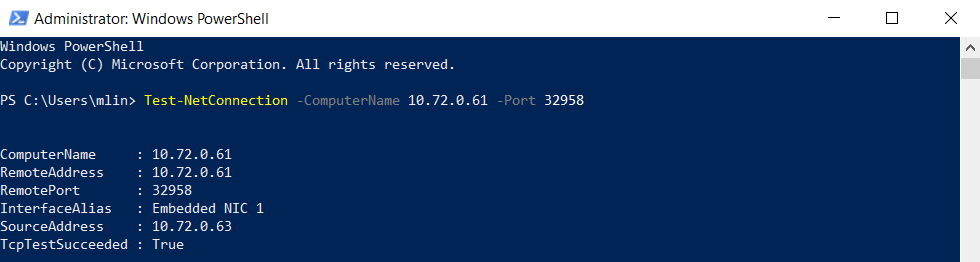 Administrator: Windows PowerShell
Windows PowerShell
Copyright (C) Microsoft Corporation. All rights reserved.
PS C:\Users\mlin> Test-NetConnection -ComputerName 10.72.0.61 -Port 32958
ComputerName     : 10.72.0.61
RemoteAddress    : 10.72.0.61
RemotePort       : 32958
InterfaceAlias   : Embedded NIC 1
SourceAddress    : 10.72.0.63
TcpTestSucceeded : True